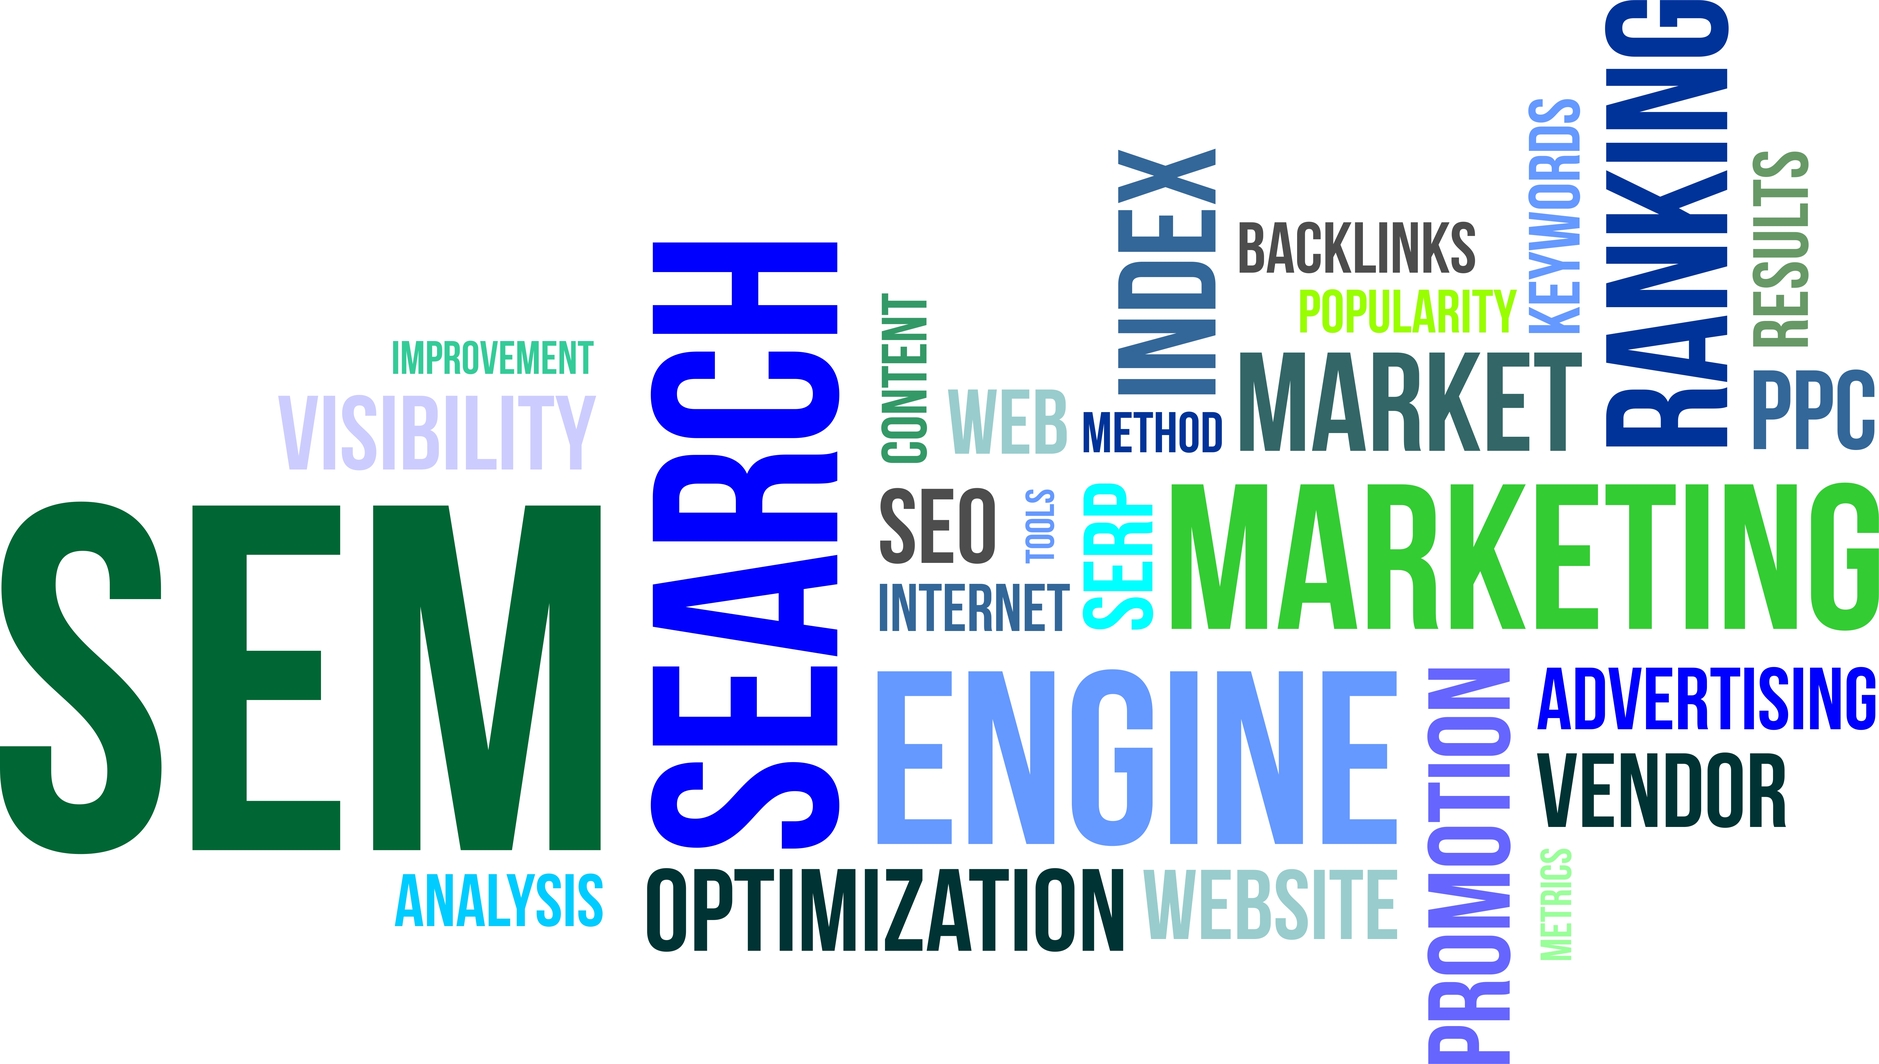 IMPROVEMENT
VISIBILITY
SEM
ANALYSIS
SEARCH
OPTIMIZATION
CONTENT
WEB
SEO
TOOLS
INTERNET
ENGINE
WEBSITE
INDEX
METHOD
SERP
BACKLINKS
POPULARITY
MARKET
KEYWORDS
RANKING
RESULTS
PPC
MARKETING
PROMOTION
ADVERTISING
VENDOR
METRICS